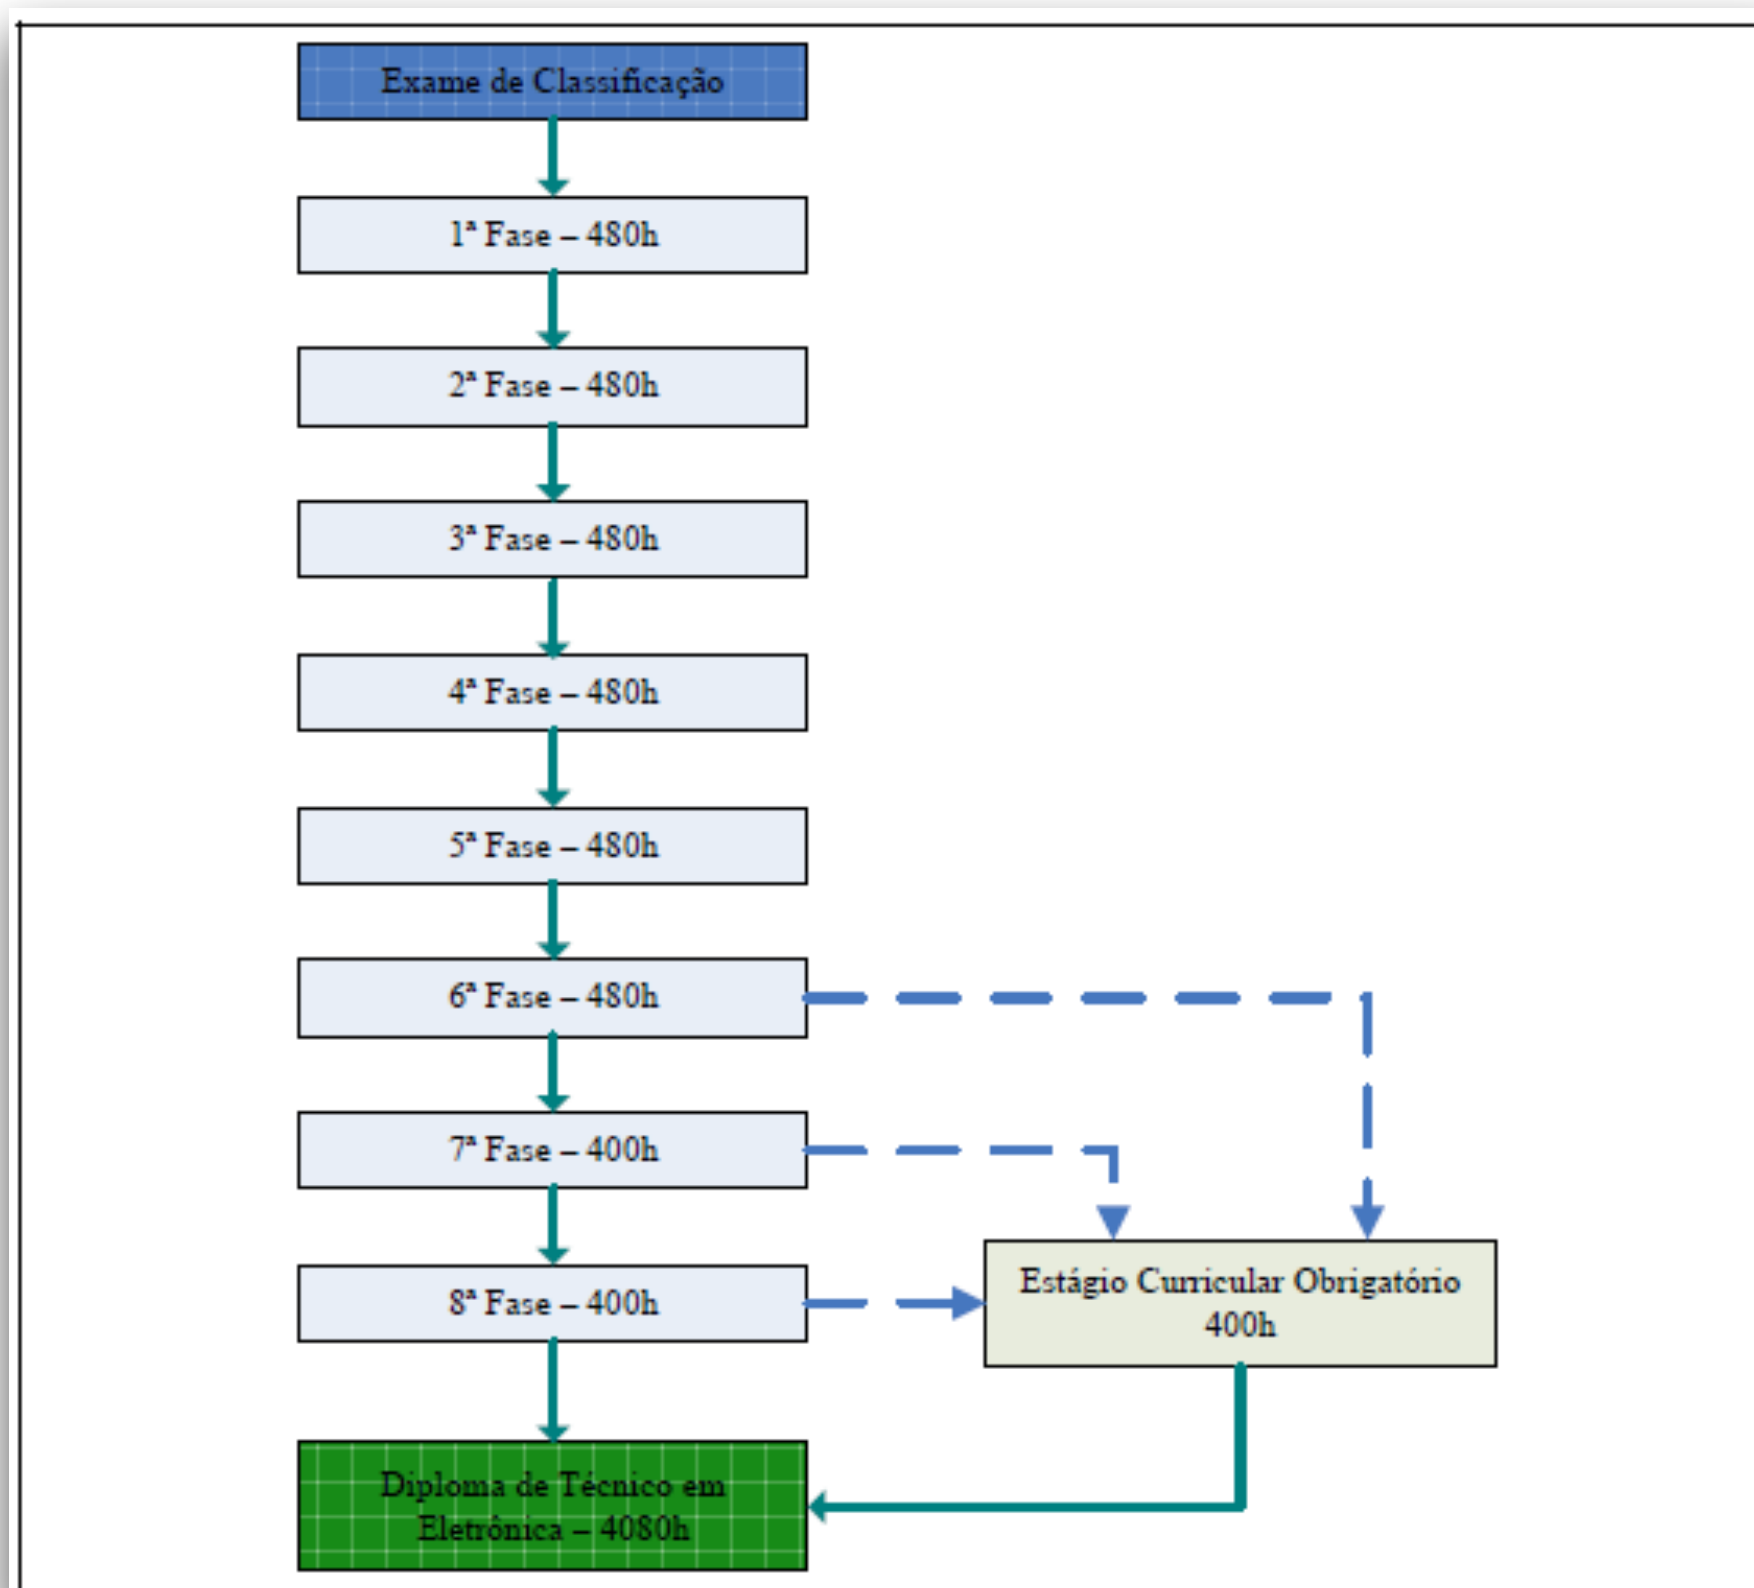 Exame de Classificação
1ª Fase – 480h
2ª Fase – 480h
3ª Fase – 480h
4ª Fase – 480h
5ª Fase – 480h
6ª Fase – 480h
7ª Fase – 400h
8ª Fase – 400h
Estágio Curricular Obrigatório
400h
Diploma de Técnico em
Eletrônica – 4080h